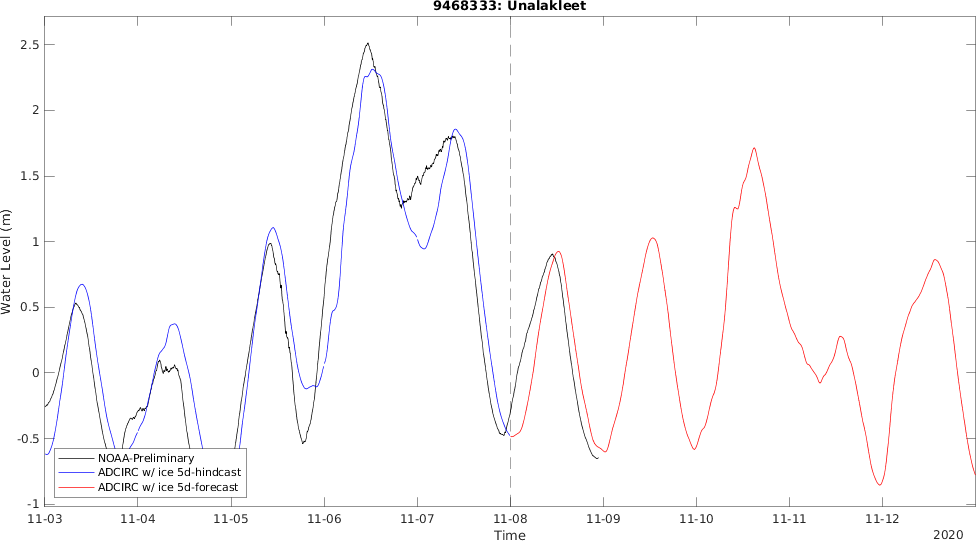 9468333: Unalakleet
Water Level (m)
2.5
2
1.5
1
0.5
0
-0.5
-1
NOAA-Preliminary
ADCIRC w/ ice 5d-hindcast
ADCIRC w/ ice 5d-forecast
11-03 11-04 11-05 11-06 11-07 11-08 11-09 11-10 11-11 11-12
Time
2020